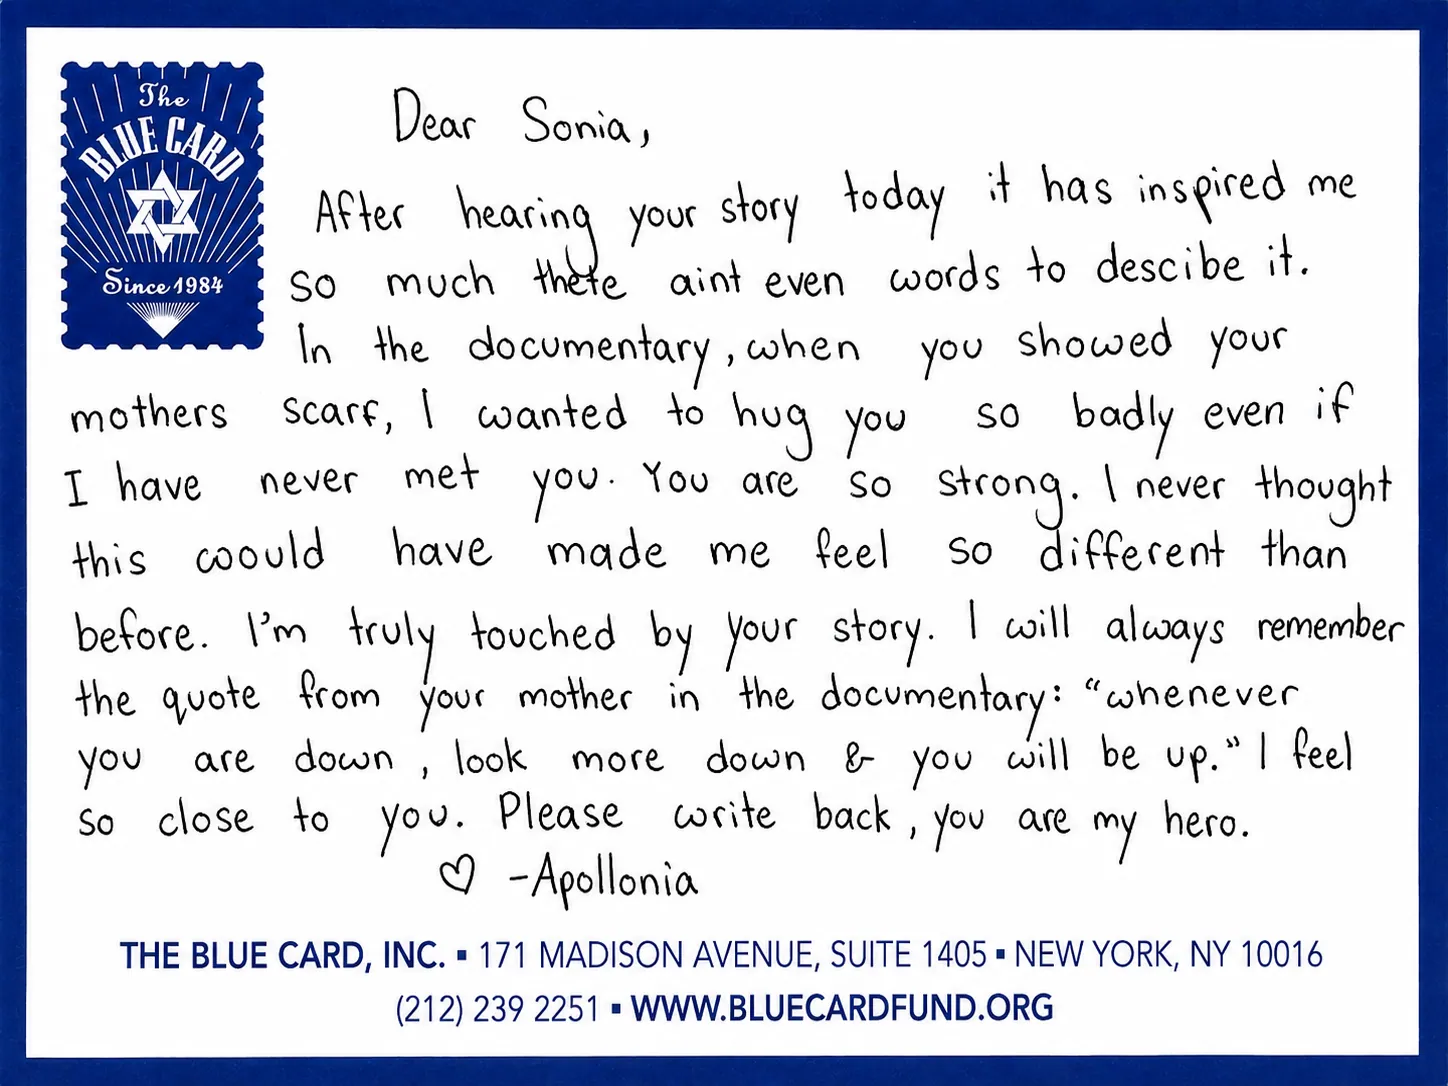 The
BLUE CARD
Since 1984
Dear Sonia,
After hearing your story today it has inspired me
so much thete aint even words to descibe it.
In the documentary, when you showed your
mothers scarf, I wanted to hug you so badly even if
I have never met you. You are so strong. I never thought
this coould have made me feel so different than
before. I'm truly touched by your story. I will always remember
the quote from your mother in the documentary: "whenever
you are down, look more down & you will be up." I feel
so close to you. Please write back, you are my hero.
♡ -Apollonia
THE BLUE CARD, INC. ▪ 171 MADISON AVENUE, SUITE 1405 ▪ NEW YORK, NY 10016
(212) 239 2251 ▪ WWW.BLUECARDFUND.ORG